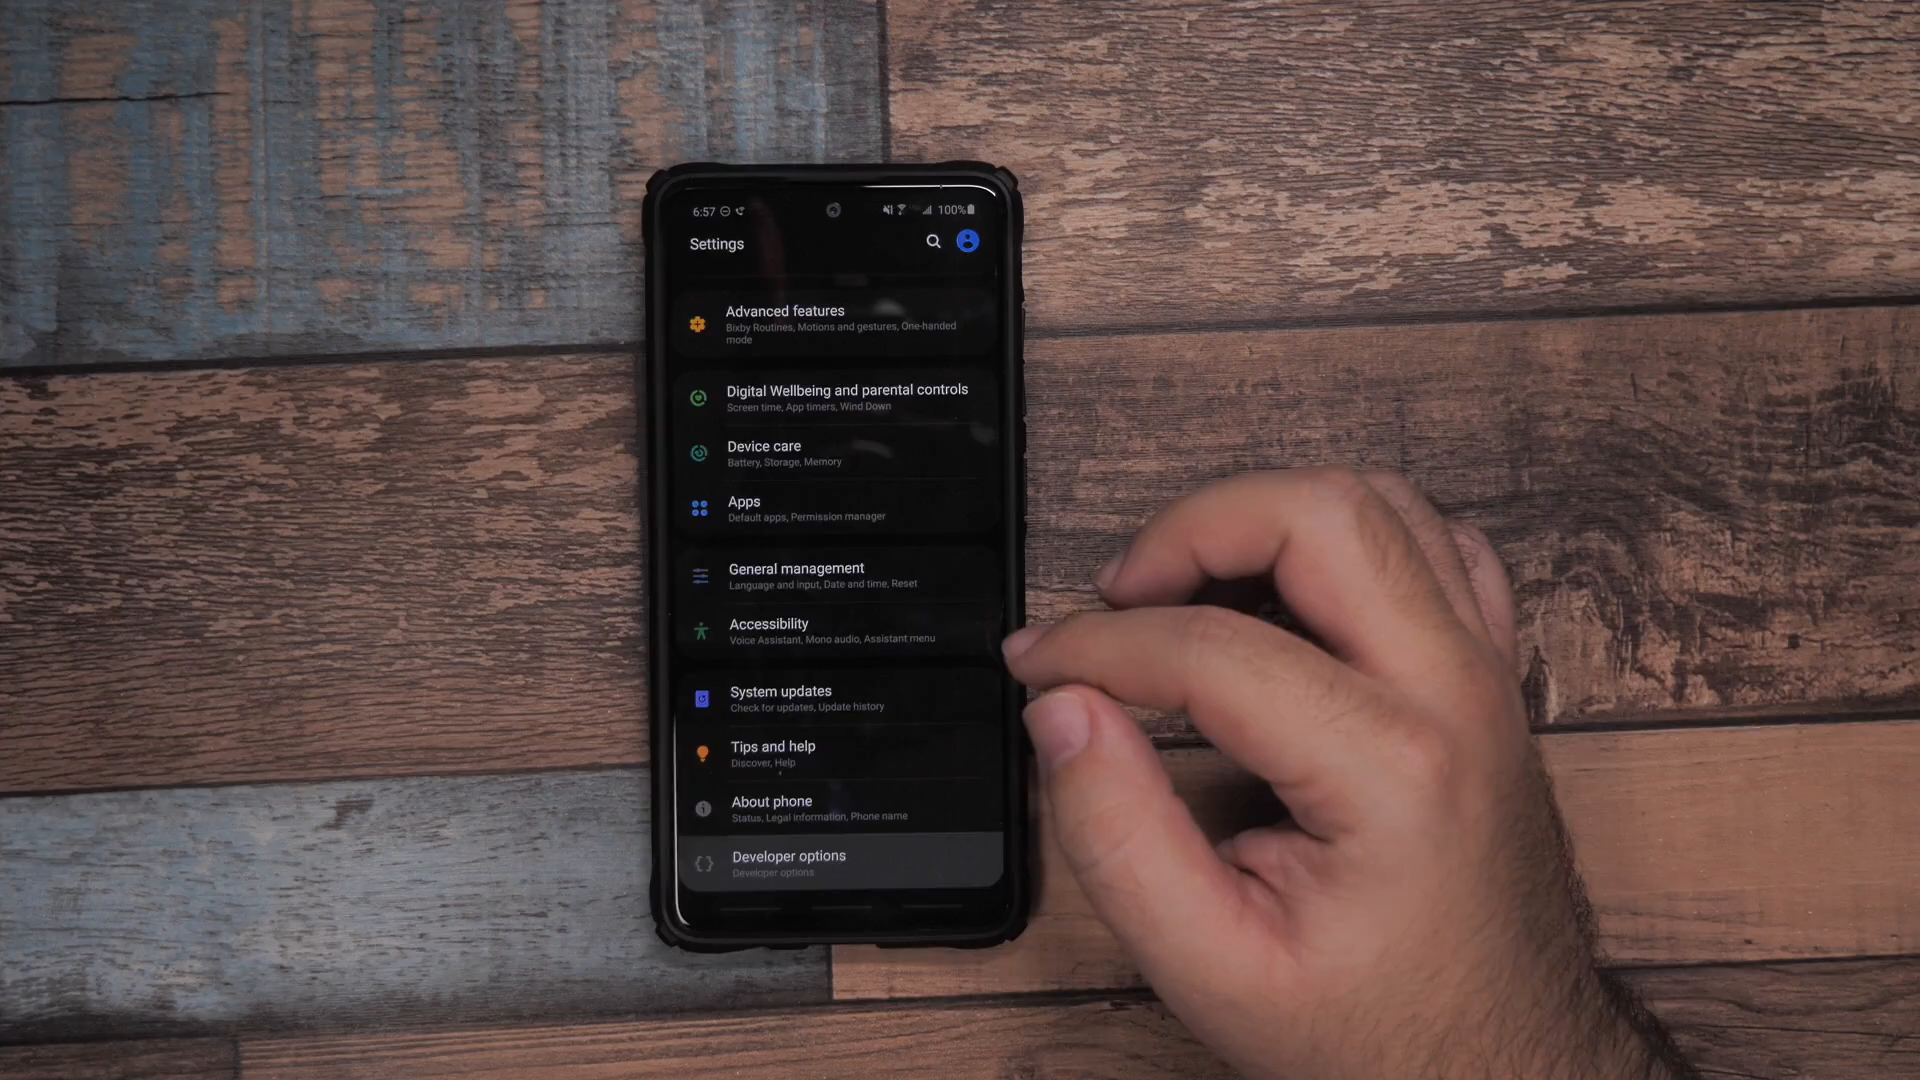 6:57
100%
Settings
Advanced features
Bixby Routines, Motions and gestures, One-handed
mode
Digital Wellbeing and parental controls
Screen time, App timers, Wind Down
Device care
Battery, Storage, Memory
Apps
Default apps, Permission manager
General management
Language and input, Date and time, Reset
Accessibility
Voice Assistant, Mono audio, Assistant menu
System updates
Check for updates, Update history
Tips and help
Discover, Help
About phone
Status, Legal information, Phone name
Developer options
Developer options